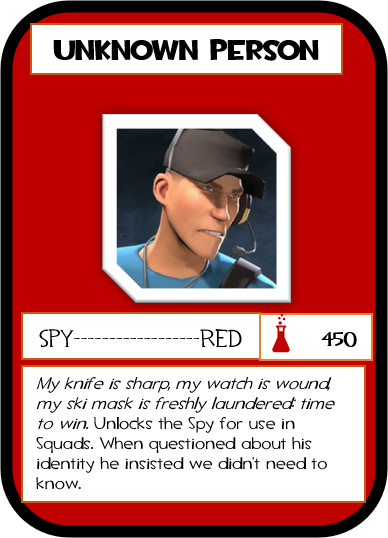 UNKNOWN PERSON
SPY------------------RED
450
My knife is sharp, my watch is wound,
my ski mask is freshly laundered: time
to win. Unlocks the Spy for use in
Squads. When questioned about his
identity he insisted we didn't need to
know.